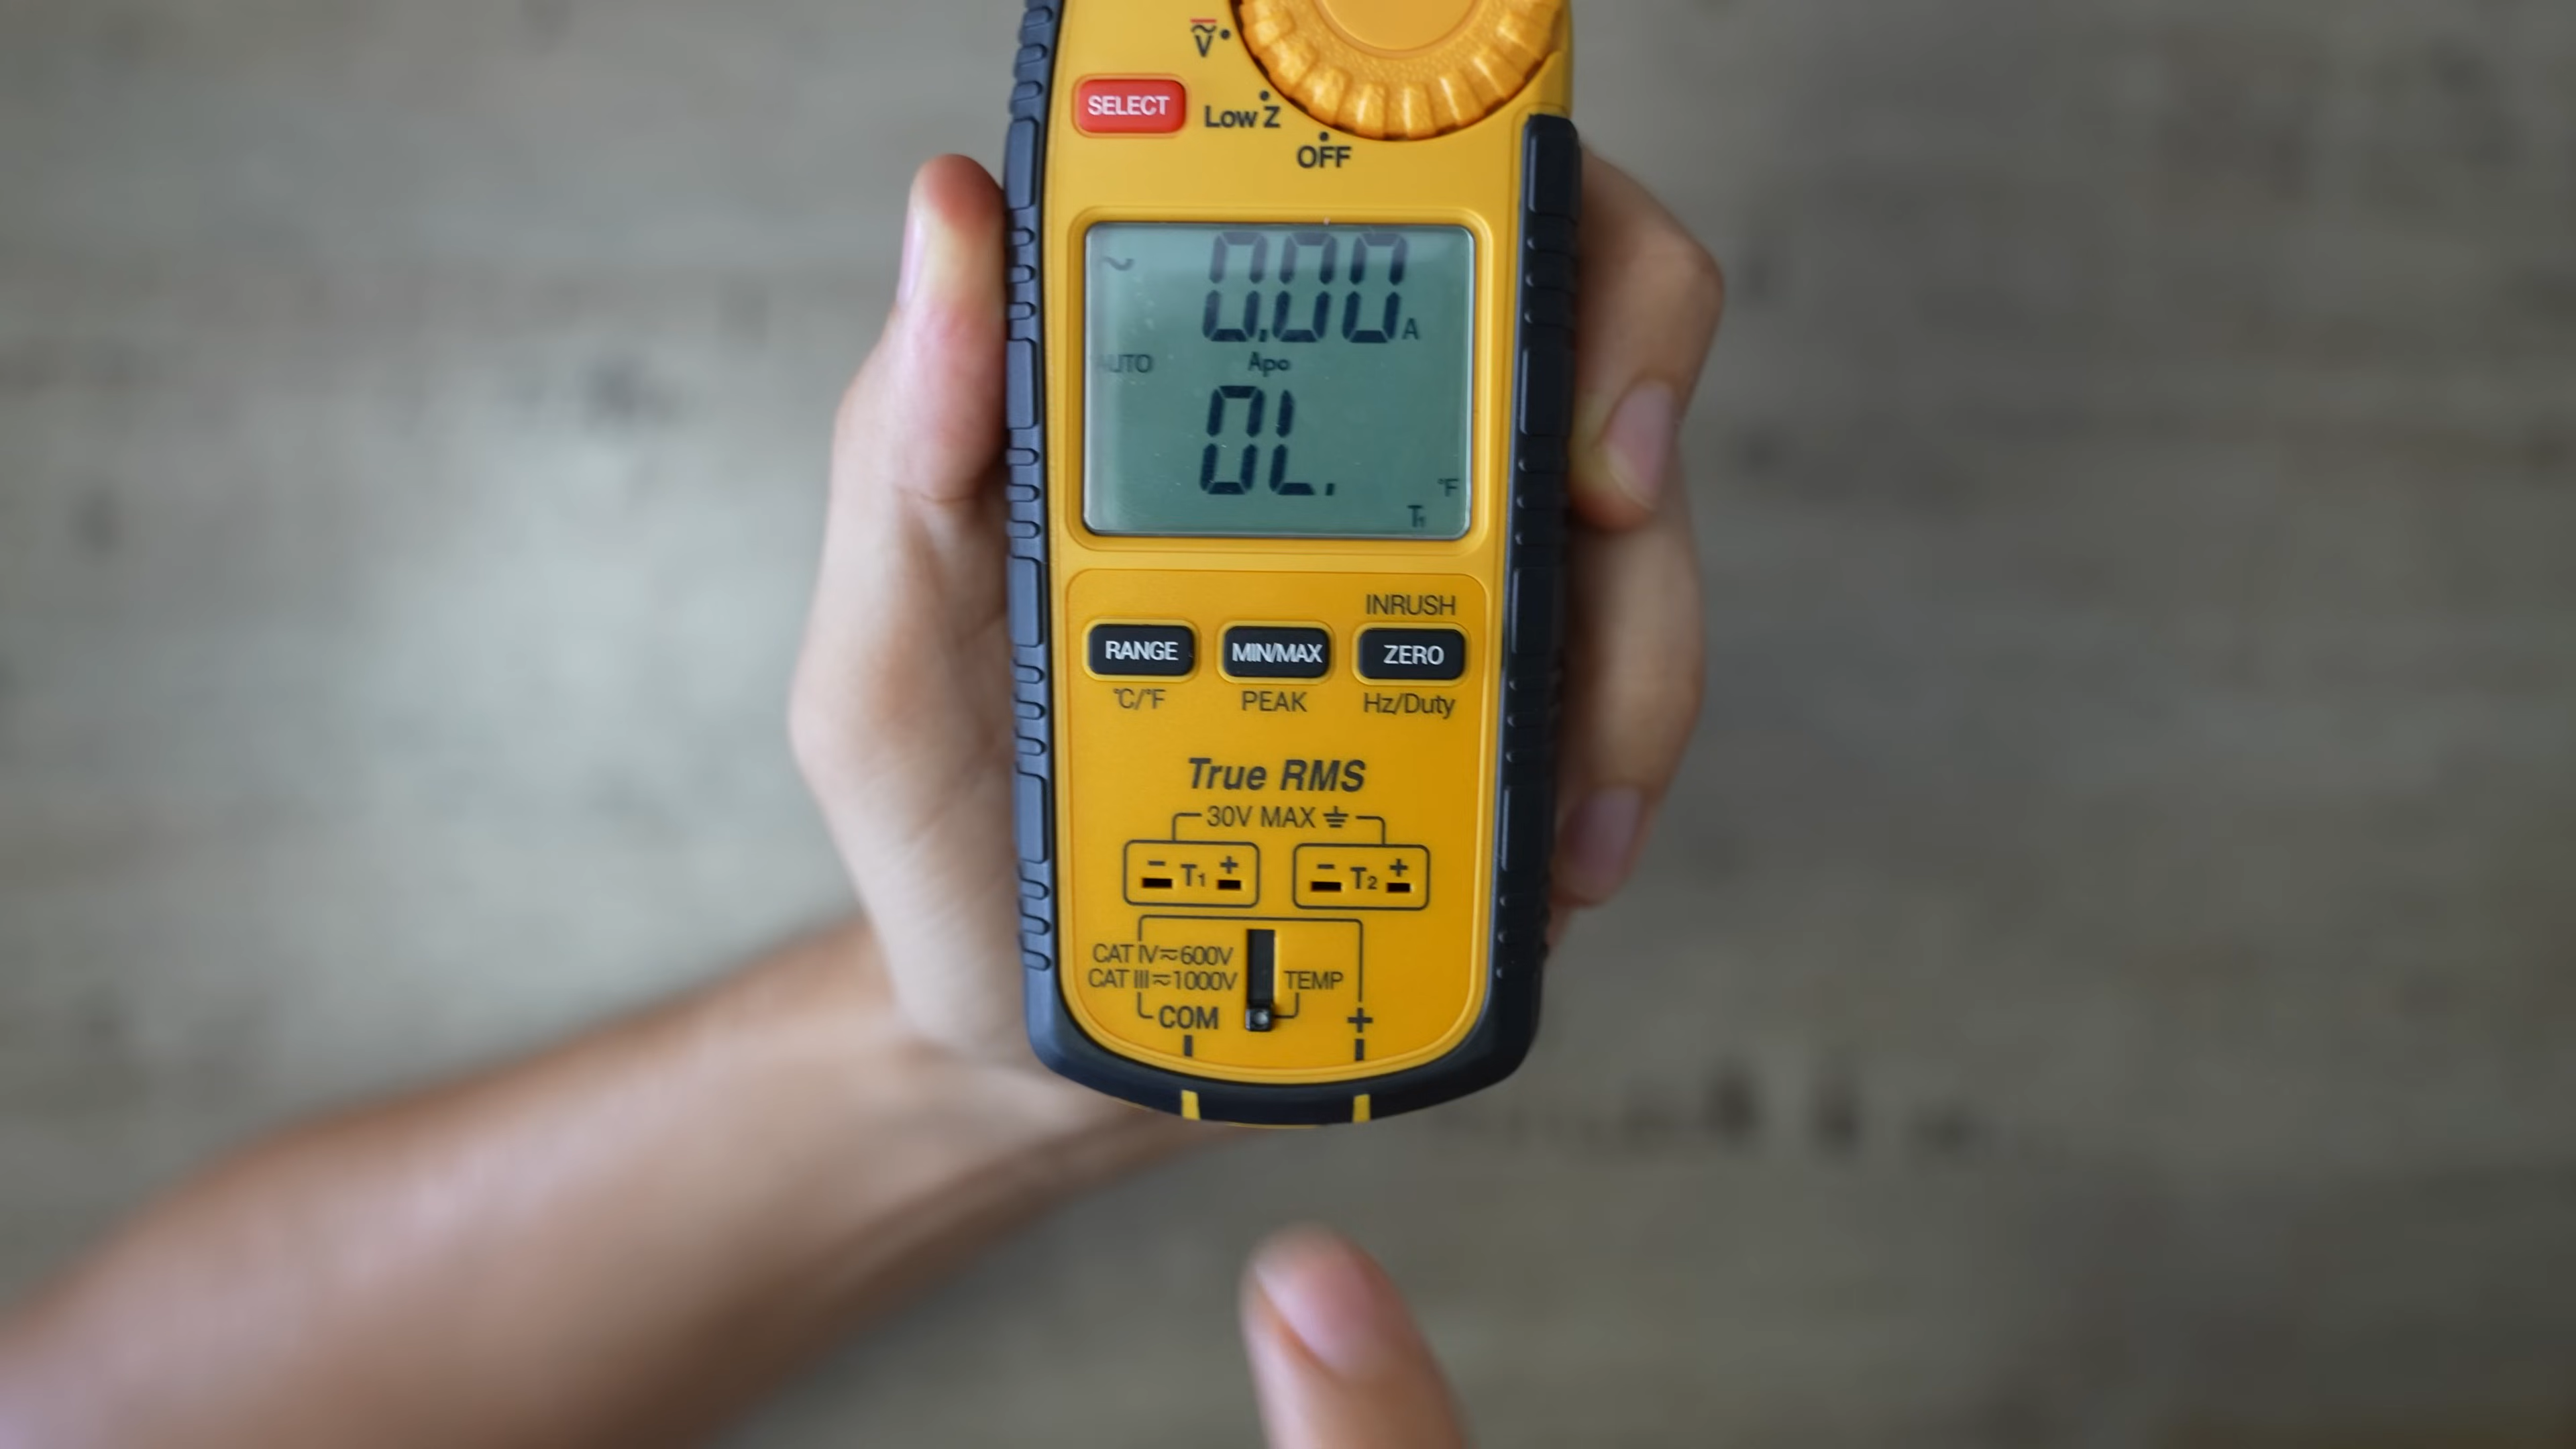 V
SELECT
Low Z
OFF
~ 0.00 A
AUTO Apo
OL. °F
T1
INRUSH
RANGE MIN/MAX ZERO
°C/°F PEAK Hz/Duty
True RMS
30V MAX
- T1 + - T2 +
CAT IV≂600V
CAT III≂1000V TEMP
COM +